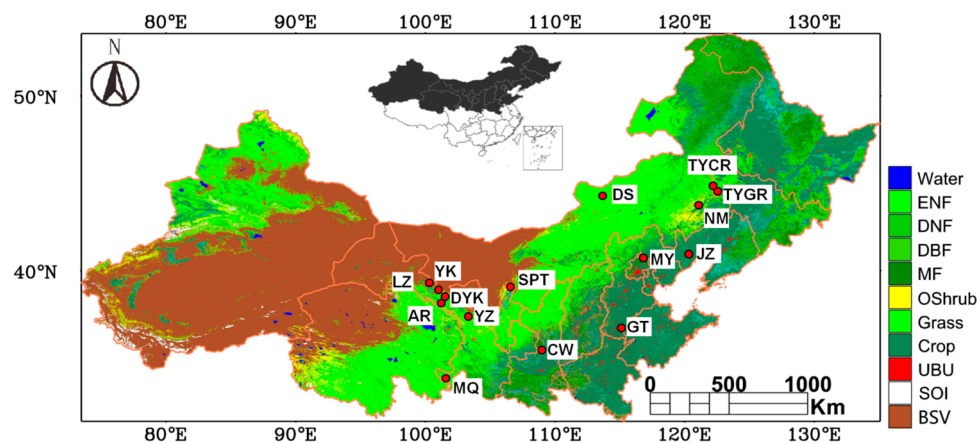 80°E 90°E 100°E 110°E 120°E 130°E
N
50°N
40°N
TYCR
TYGR
DS
NM
MY
JZ
LZ
YK
SPT
DYK
AR
YZ
GT
CW
MQ
0 500 1000
Km
Water
ENF
DNF
DBF
MF
OShrub
Grass
Crop
UBU
SOI
BSV
80°E 90°E 100°E 110°E 120°E 130°E